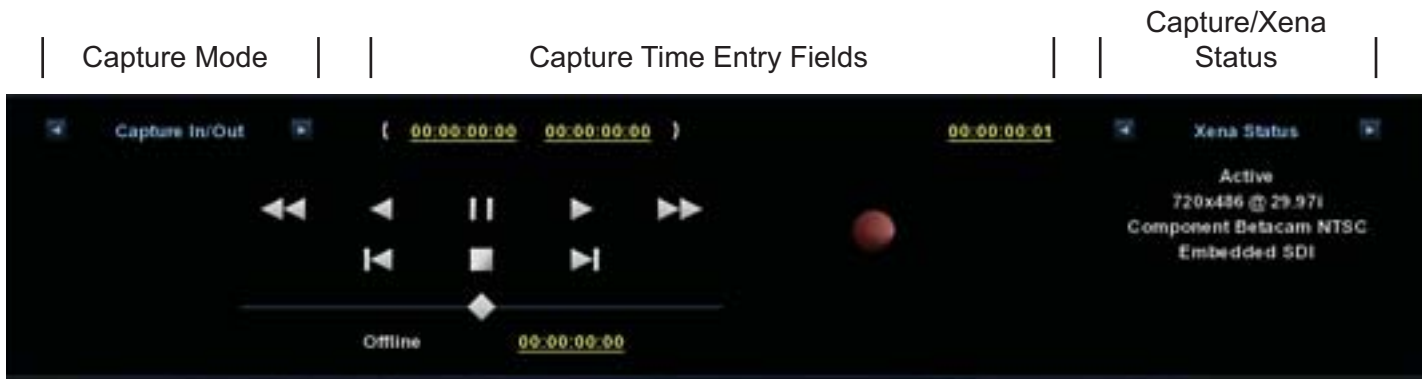 Capture Mode
Capture Time Entry Fields
Capture/Xena
Status
Capture In/Out
{ 00:00:00:00 00:00:00:00 }
00:00:00:01
Xena Status
Active
720x486 @ 29.97i
Component Betacam NTSC
Embedded SDI
Offline
00:00:00:00